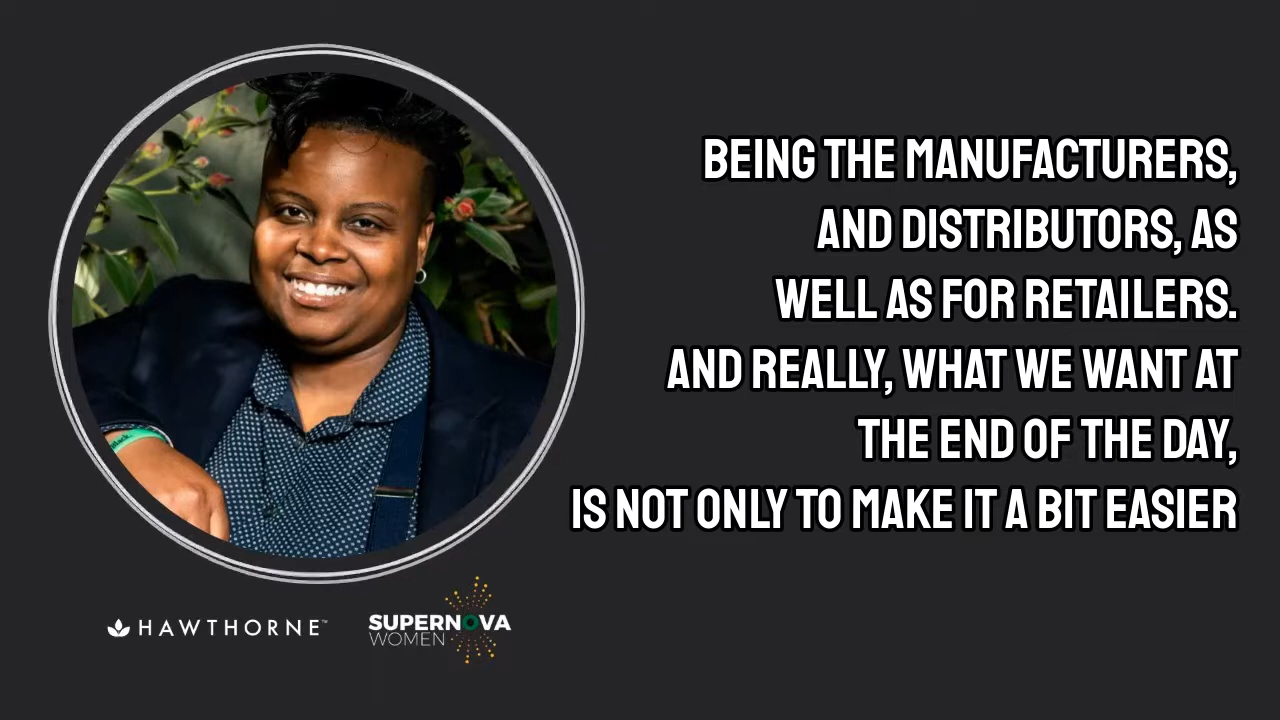 BEING THE MANUFACTURERS,
AND DISTRIBUTORS, AS
WELL AS FOR RETAILERS.
AND REALLY, WHAT WE WANT AT
THE END OF THE DAY,
IS NOT ONLY TO MAKE IT A BIT EASIER
HAWTHORNE™
SUPERNOVA
WOMEN